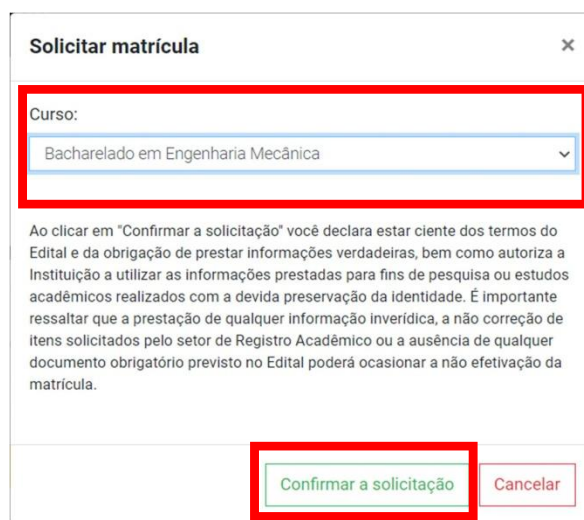 Solicitar matrícula ×
Curso:
Bacharelado em Engenharia Mecânica
Ao clicar em "Confirmar a solicitação" você declara estar ciente dos termos do
Edital e da obrigação de prestar informações verdadeiras, bem como autoriza a
Instituição a utilizar as informações prestadas para fins de pesquisa ou estudos
acadêmicos realizados com a devida preservação da identidade. É importante
ressaltar que a prestação de qualquer informação inverídica, a não correção de
itens solicitados pelo setor de Registro Acadêmico ou a ausência de qualquer
documento obrigatório previsto no Edital poderá ocasionar a não efetivação da
matrícula.
Confirmar a solicitação Cancelar